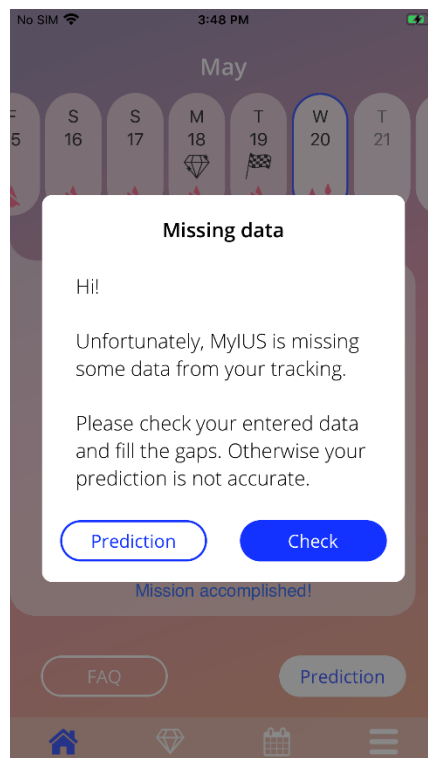 No SIM 3:48 PM
May
F S S M T W T
5 16 17 18 19 20 21
Missing data
Hi!
Unfortunately, MyIUS is missing
some data from your tracking.
Please check your entered data
and fill the gaps. Otherwise your
prediction is not accurate.
Prediction Check
Mission accomplished!
FAQ Prediction